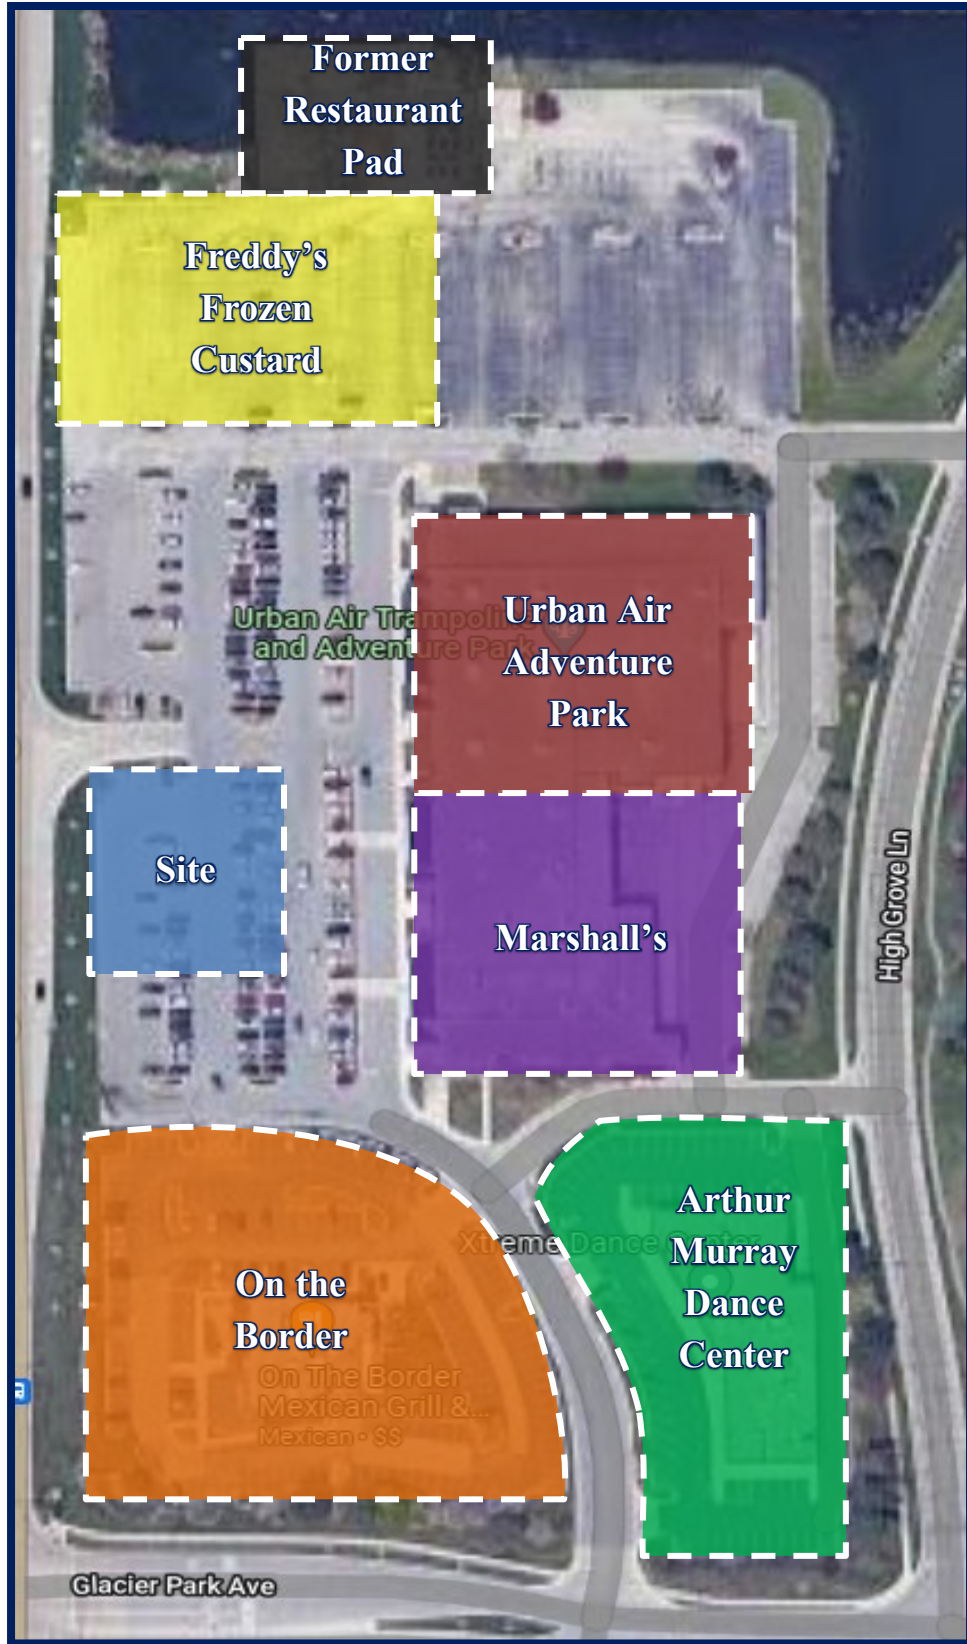 Former
Restaurant
Pad
Freddy's
Frozen
Custard
Urban Air Trampoli
and Adventure Park
Urban Air
Adventure
Park
Site
Marshall's
High Grove Ln
Arthur
Murray
Dance
Center
Xtreme Dance Center
On the
Border
On The Border
Mexican Grill &...
Mexican • $$
Glacier Park Ave